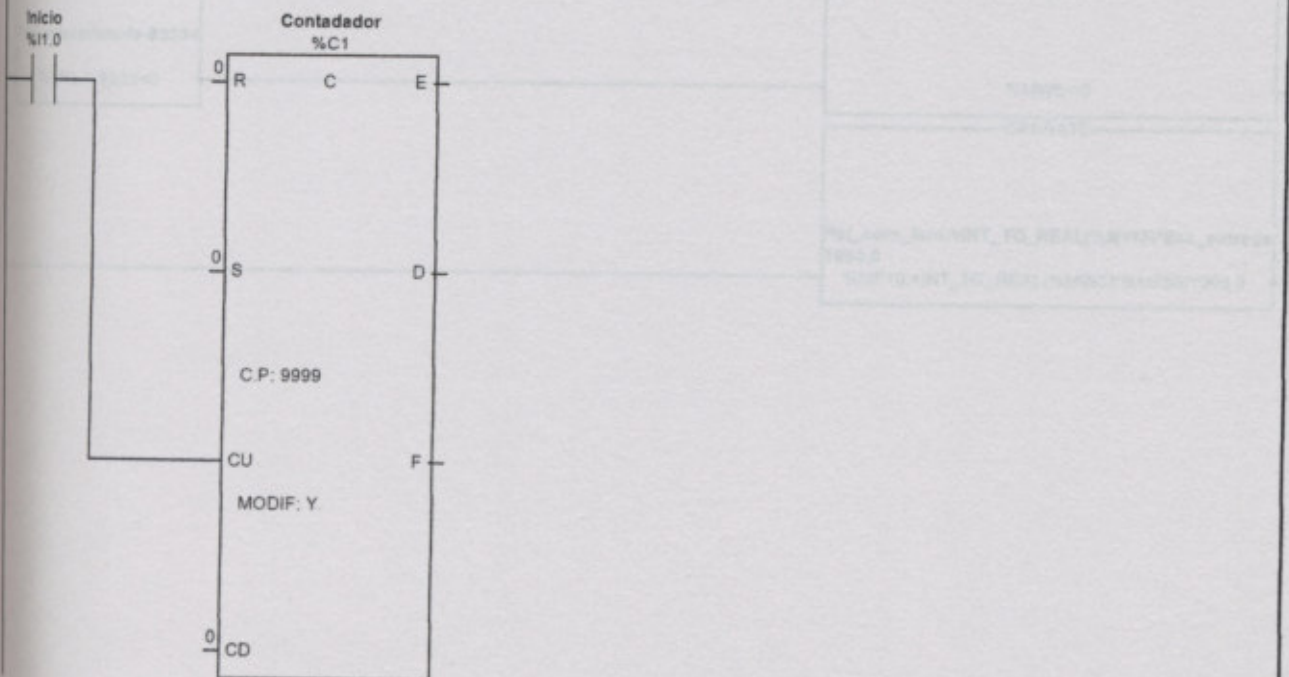 Inicio
%I1.0
Contadador
%C1
0
R C E
0
S D
C.P: 9999
CU F
MODIF: Y
0
CD